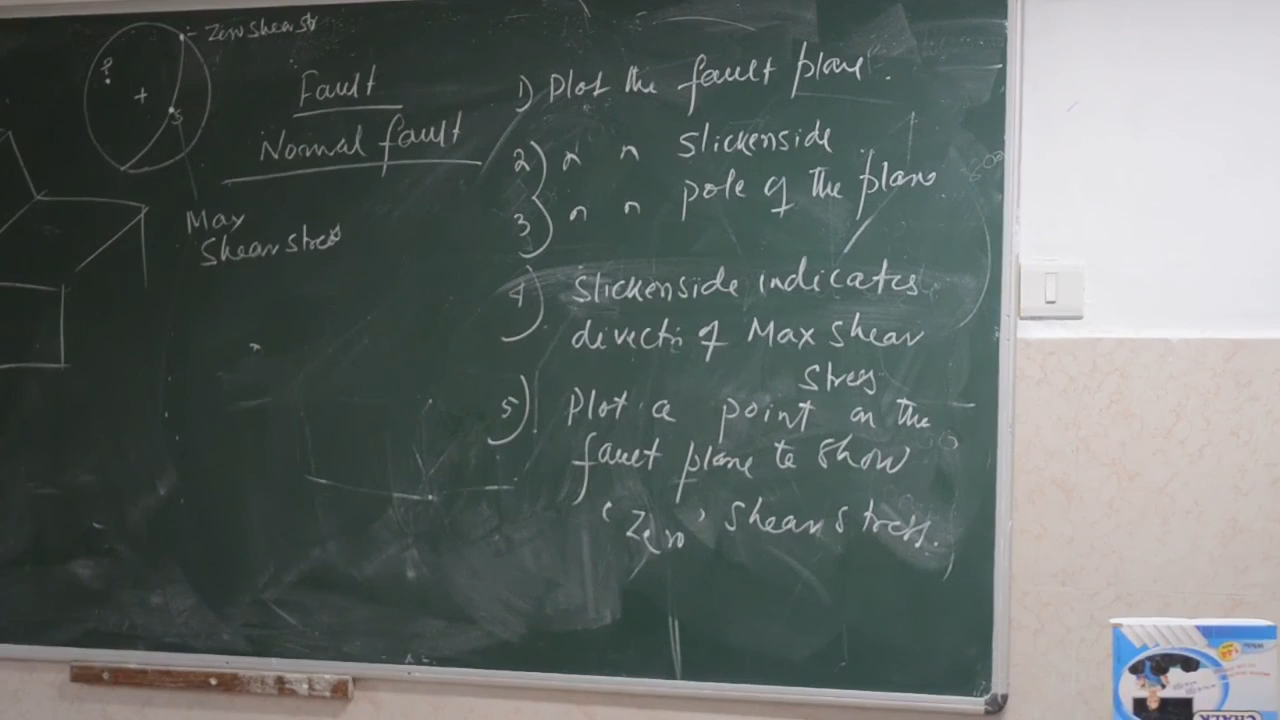 Zero shear str
P
+
S
Max
Shear stress
Fault
Normal fault
1) Plot the fault plane.
2) " " slickenside
3) " " pole of the plane
4) Slickenside indicates
directn of Max shear
stress
5) Plot a point on the
fault plane to show
'Zero' shear stress.
CHALK